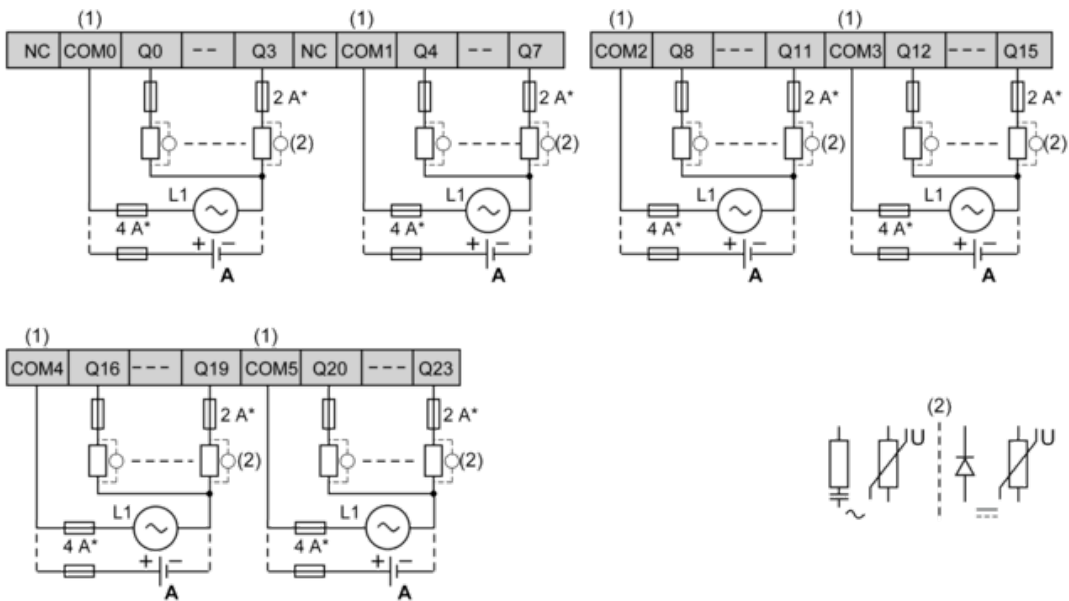 (1) (1) (1) (1)
NC COM0 Q0 -- Q3 NC COM1 Q4 -- Q7 COM2 Q8 --- Q11 COM3 Q12 --- Q15
2 A* 2 A* 2 A* 2 A*
(2) (2) (2) (2)
L1 L1 L1 L1
4 A* 4 A* 4 A* 4 A*
+ − + − + − + −
A A A A
(1) (1)
COM4 Q16 --- Q19 COM5 Q20 --- Q23
2 A* 2 A*
(2) (2)
L1 L1
4 A* 4 A*
+ − + −
A A
(2)
U U